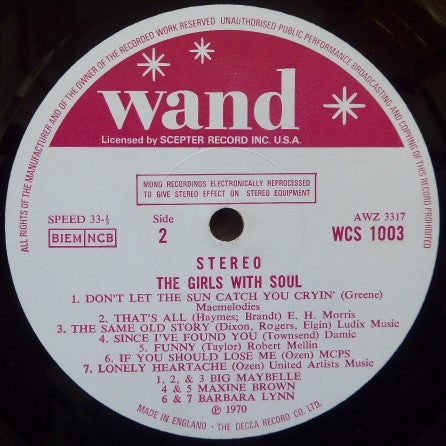 ALL RIGHTS OF THE MANUFACTURER AND OF THE OWNER OF THE RECORDED WORK RESERVED UNAUTHORISED PUBLIC PERFORMANCE BROADCASTING AND COPYING OF THIS RECORD PROHIBITED
wand
Licensed by SCEPTER RECORD INC. U.S.A.
MONO RECORDINGS ELECTRONICALLY REPROCESSED
TO GIVE STEREO EFFECT ON STEREO EQUIPMENT
SPEED 33-⅓ Side AWZ 3317
BIEM NCB 2 WCS 1003
STEREO
THE GIRLS WITH SOUL
1. DON'T LET THE SUN CATCH YOU CRYIN' (Greene)
Macmelodies
2. THAT'S ALL (Haymes; Brandt) E. H. Morris
3. THE SAME OLD STORY (Dixon, Rogers, Elgin) Ludix Music
4. SINCE I'VE FOUND YOU (Townsend) Damic
5. FUNNY (Taylor) Robert Mellin
6. IF YOU SHOULD LOSE ME (Ozen) MCPS
7. LONELY HEARTACHE (Ozen) United Artists Music
1, 2, & 3 BIG MAYBELLE
4 & 5 MAXINE BROWN
6 & 7 BARBARA LYNN
℗ 1970
MADE IN ENGLAND · THE DECCA RECORD CO. LTD.